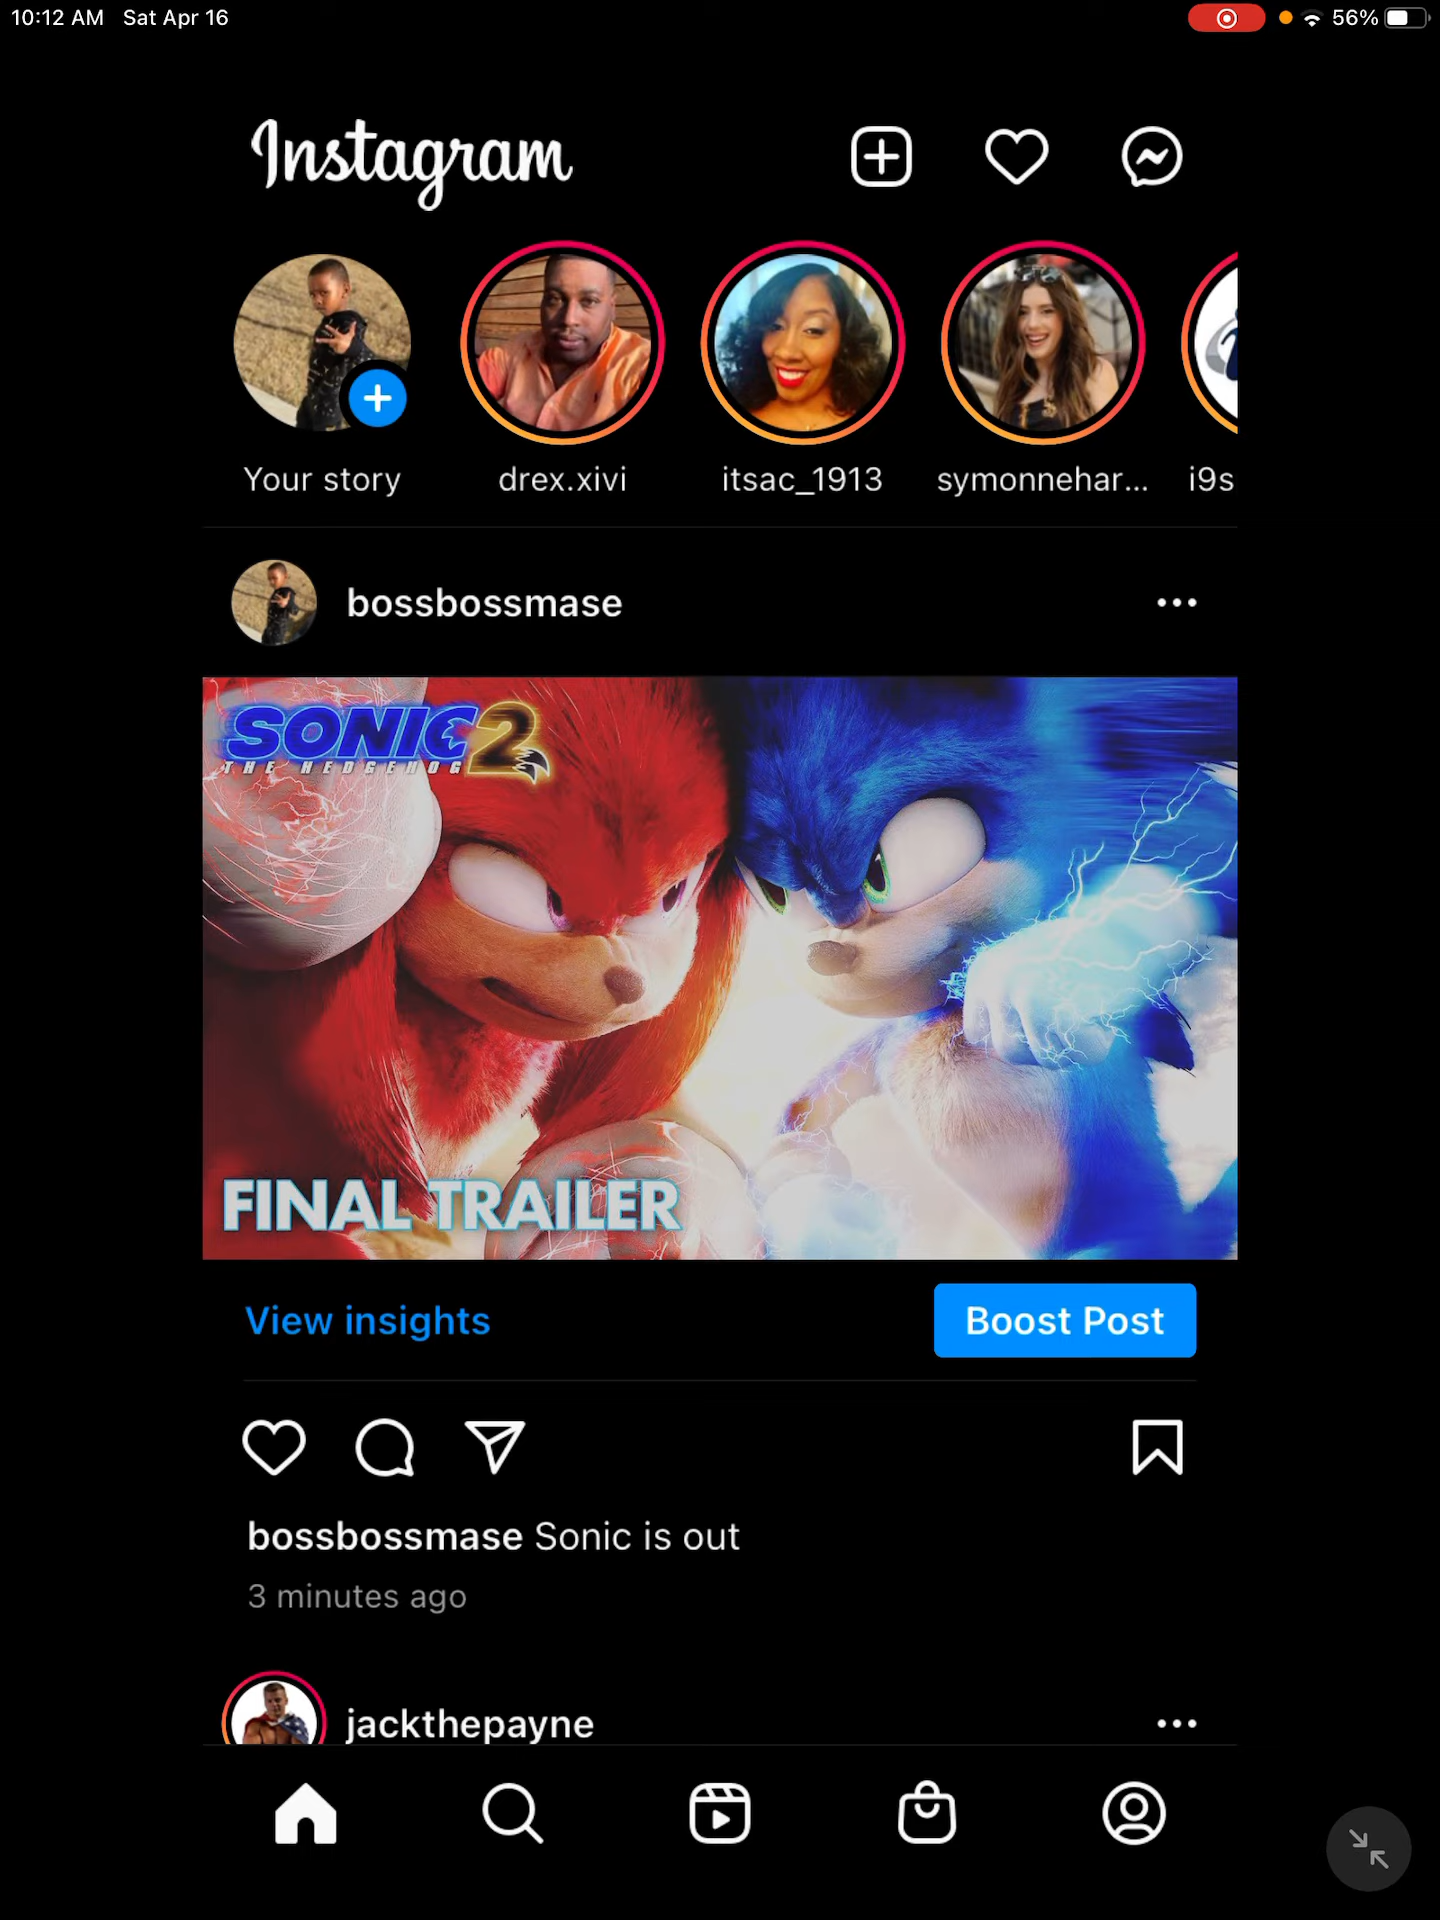 10:12 AM Sat Apr 16
56%
Instagram
Your story
drex.xivi
itsac_1913
symonnehar...
i9s
bossbossmase
SONIC 2
THE HEDGEHOG
FINAL TRAILER
View insights
Boost Post
bossbossmase Sonic is out
3 minutes ago
jackthepayne